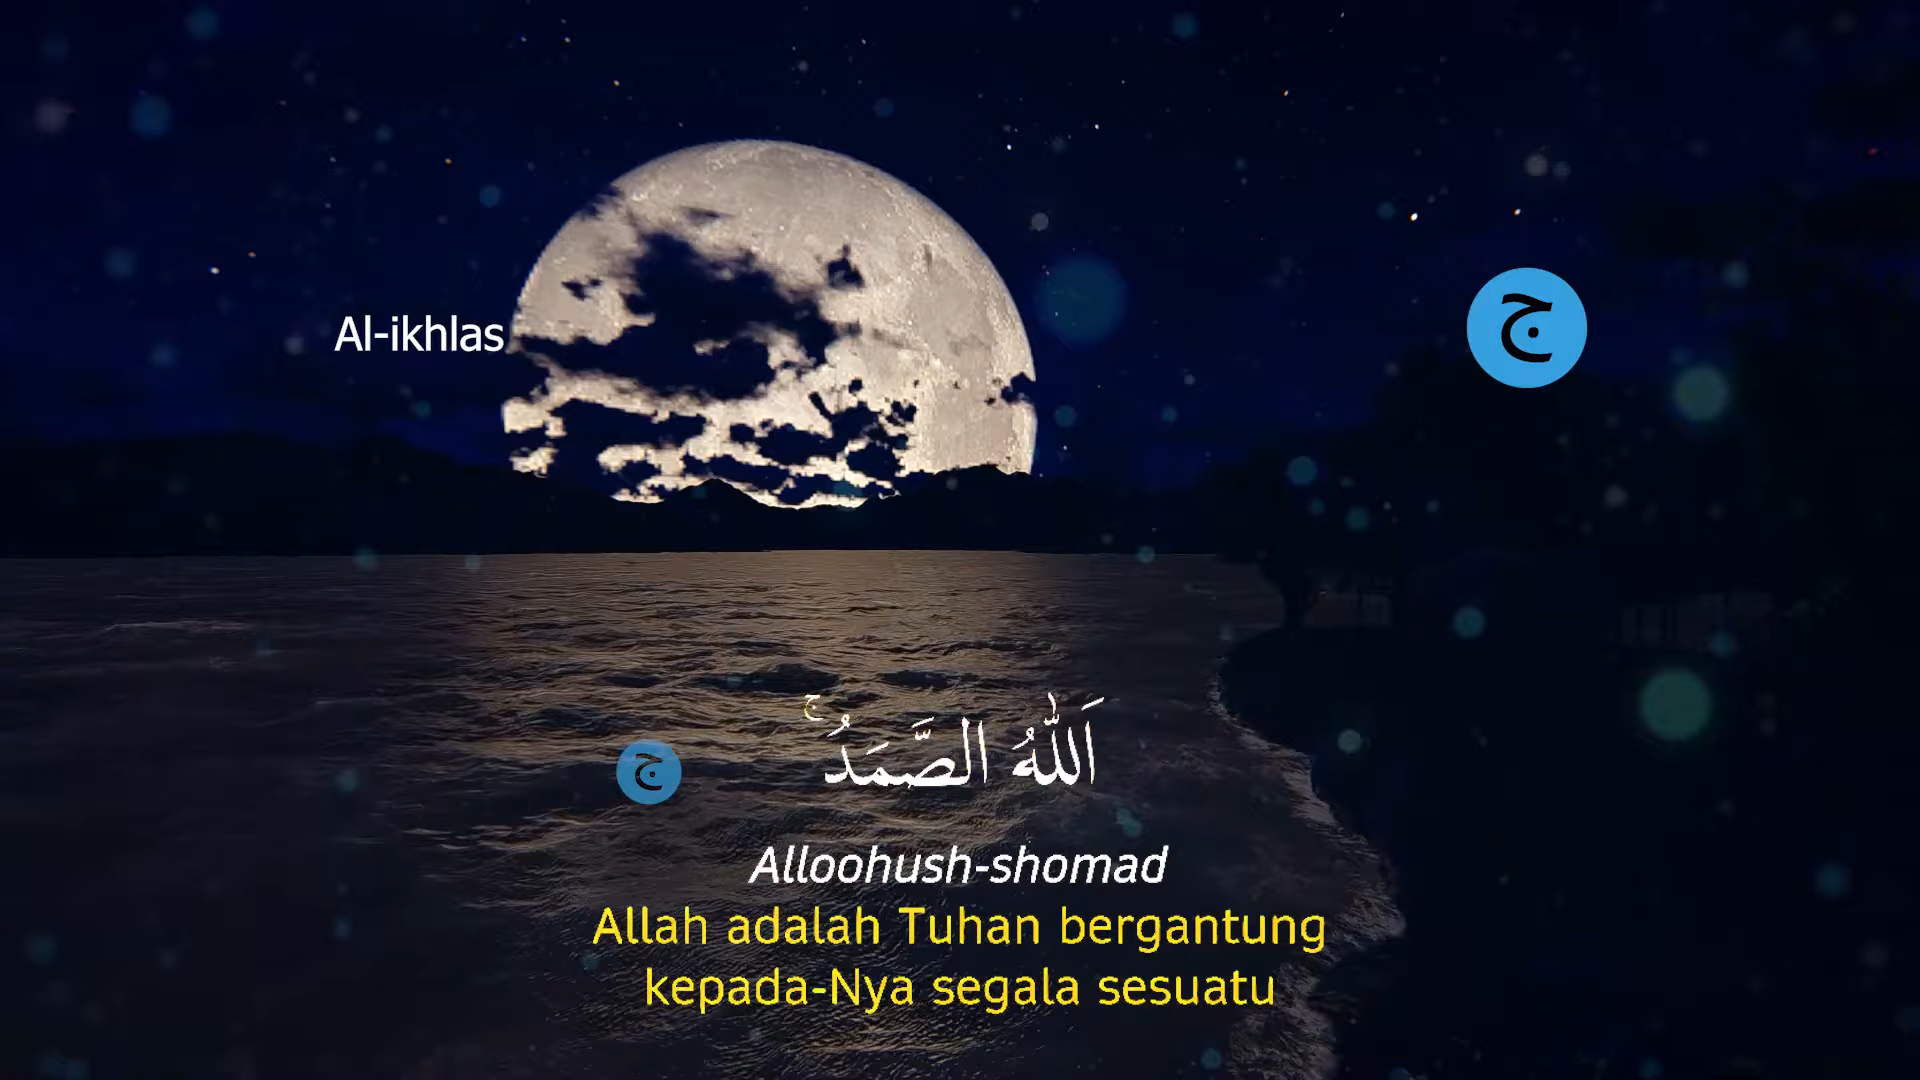 Al-ikhlas
ج
ج
اَللّٰهُ الصَّمَدُۚ
Alloohush-shomad
Allah adalah Tuhan bergantung
kepada-Nya segala sesuatu